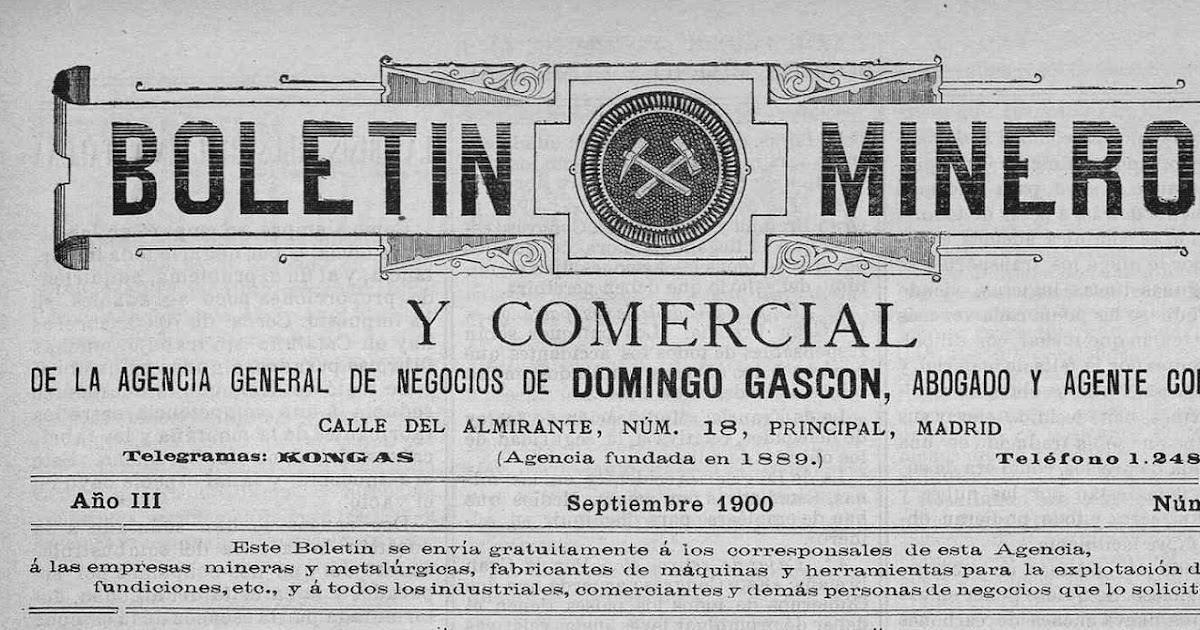 BOLETIN MINERO
Y COMERCIAL
DE LA AGENCIA GENERAL DE NEGOCIOS DE DOMINGO GASCON, ABOGADO Y AGENTE CO
CALLE DEL ALMIRANTE, NÚM. 18, PRINCIPAL, MADRID
Telegramas: KONGAS (Agencia fundada en 1889.) Teléfono 1.248
Año III Septiembre 1900 Núm
Este Boletín se envía gratuitamente á los corresponsales de esta Agencia,
á las empresas mineras y metalúrgicas, fabricantes de máquinas y herramientas para la explotación d
fundiciones, etc., y á todos los industriales, comerciantes y demás personas de negocios que lo solicit